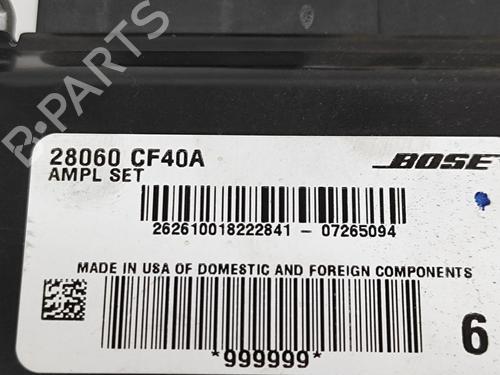 B-PARTS
28060 CF40A
AMPL SET
BOSE
262610018222841 - 07265094
MADE IN USA OF DOMESTIC AND FOREIGN COMPONENTS
*999999*
6